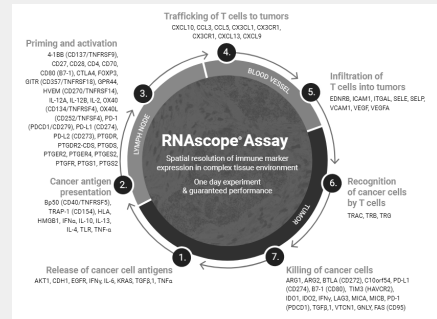 Trafficking of T cells to tumors
CXCL10, CCL3, CCL5, CX3CL1, CX3CR1,
CX3CR1, CXCL13, CXCL9
4.
Priming and activation
4-1BB (CD137/TNFRSF9),
CD27, CD28, CD4, CD70,
CD80 (B7-1), CTLA4, FOXP3,
GITR (CD357/TNFRSF18), GPR44,
HVEM (CD270/TNFRSF14),
IL-12A, IL-12B, IL-2, OX40
(CD134/TNFRSF4), OX40L
(CD252/TNFSF4), PD-1
(PDCD1/CD279), PD-L1 (CD274),
PD-L2 (CD273), PTGDR,
PTGDR2-CDS, PTGDS,
PTGER2, PTGER4, PTGES2,
PTGFR, PTGS1, PTGS2
3.
LYMPH NODE
BLOOD VESSEL
TUMOR
5.
Infiltration of
T cells into tumors
EDNRB, ICAM1, ITGAL, SELE, SELP,
VCAM1, VEGF, VEGFA
RNAscope® Assay
Spatial resolution of immune marker
expression in complex tissue environment
One day experiment
& guaranteed performance
Cancer antigen
presentation
2.
Bp50 (CD40/TNFRSF5),
TRAP-1 (CD154), HLA,
HMGB1, IFNα, IL-10, IL-13,
IL-4, TLR, TNF-α
6.
Recognition
of cancer cells
by T cells
TRAC, TRB, TRG
1.
Release of cancer cell antigens
AKT1, CDH1, EGFR, IFNγ, IL-6, KRAS, TGFβ,1, TNFα
7.
Killing of cancer cells
ARG1, ARG2, BTLA (CD272), C10orf54, PD-L1
(CD274), B7-1 (CD80), TIM3 (HAVCR2),
IDO1, IDO2, IFNγ, LAG3, MICA, MICB, PD-1
(PDCD1), TGFβ,1, VTCN1, GNLY, FAS (CD95)